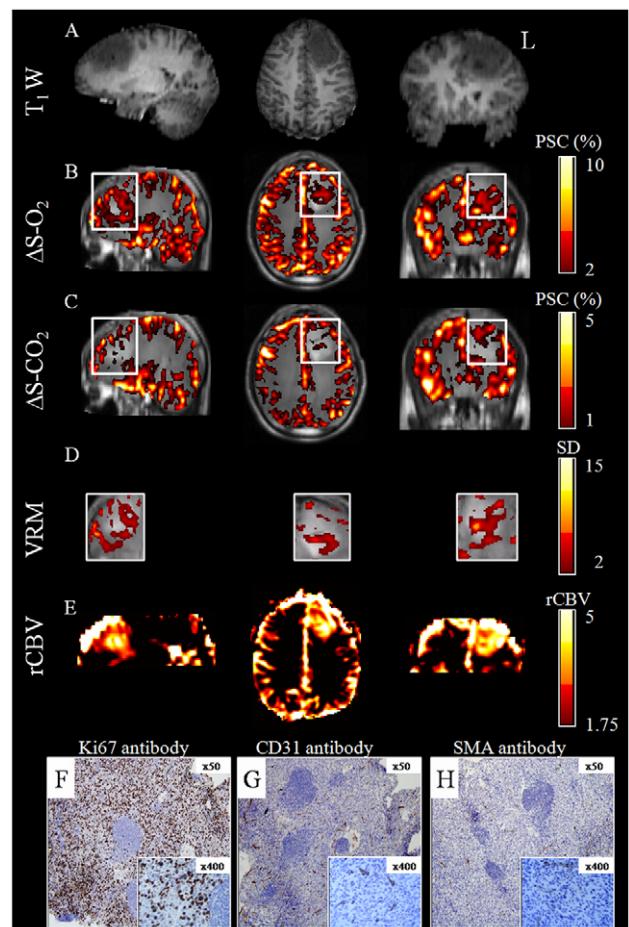 A
L
T1 W
PSC (%)
B
10
ΔS-O2
2
PSC (%)
C
5
ΔS-CO2
1
D
SD
15
VRM
2
rCBV
E
5
rCBV
1.75
Ki67 antibody
CD31 antibody
SMA antibody
F
x50
G
x50
H
x50
x400
x400
x400